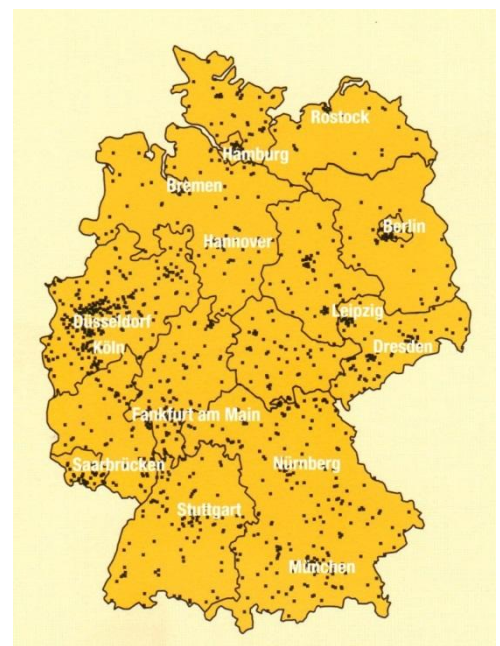 Rostock
Hamburg
Bremen
Berlin
Hannover
Leipzig
Düsseldorf
Dresden
Köln
Fankfurt am Main
Saarbrücken
Nürnberg
Stuttgart
München